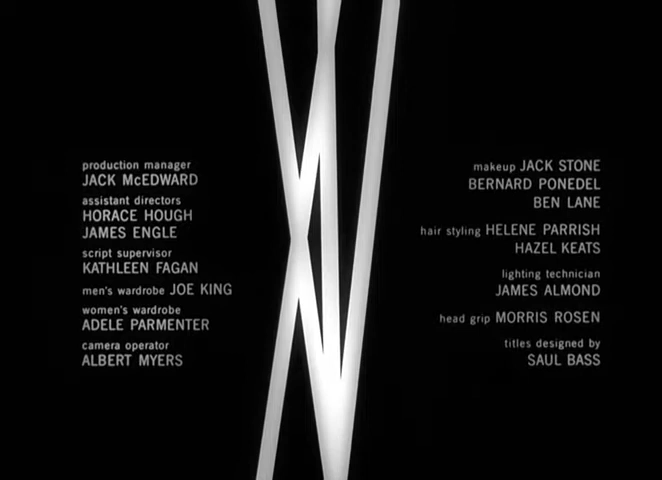 production manager
JACK McEDWARD
assistant directors
HORACE HOUGH
JAMES ENGLE
script supervisor
KATHLEEN FAGAN
men's wardrobe JOE KING
women's wardrobe
ADELE PARMENTER
camera operator
ALBERT MYERS
makeup JACK STONE
BERNARD PONEDEL
BEN LANE
hair styling HELENE PARRISH
HAZEL KEATS
lighting technician
JAMES ALMOND
head grip MORRIS ROSEN
titles designed by
SAUL BASS